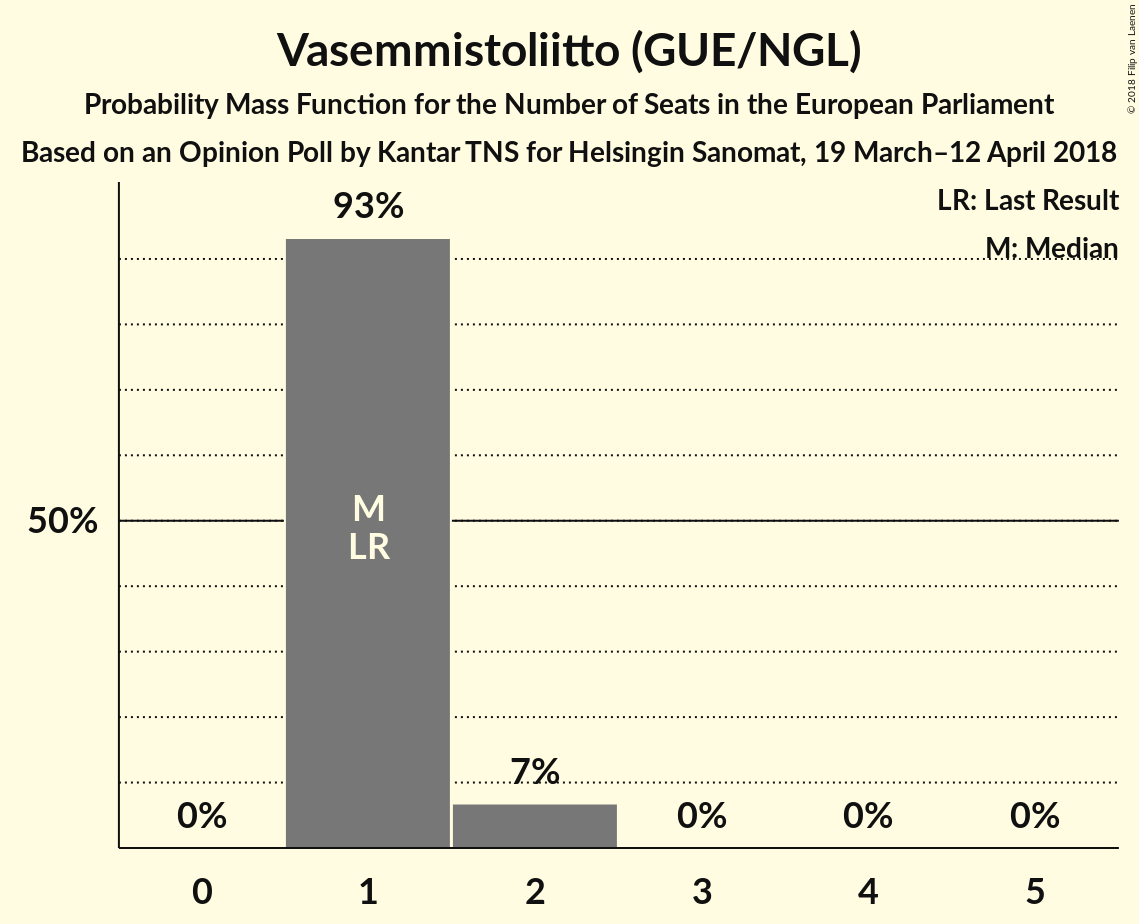 Vasemmistoliitto (GUE/NGL)
Probability Mass Function for the Number of Seats in the European Parliament
Based on an Opinion Poll by Kantar TNS for Helsingin Sanomat, 19 March–12 April 2018
© 2018 Filip van Laenen
LR: Last Result
M: Median
93%
50%
M
LR
7%
0%
0%
0%
0%
0 1 2 3 4 5